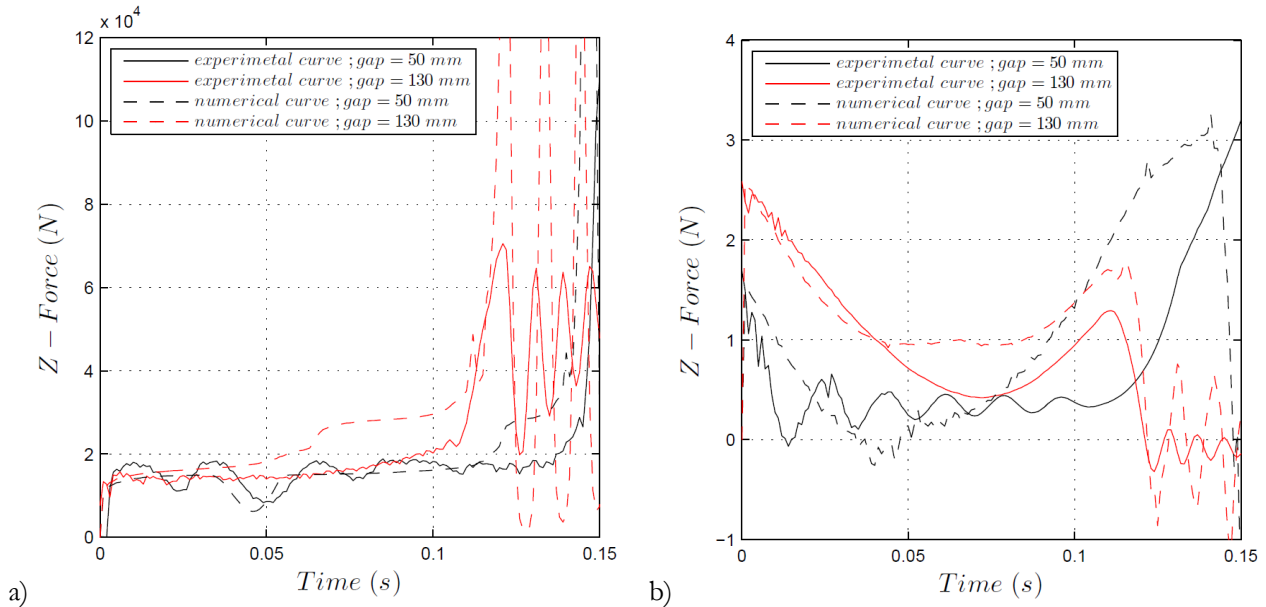 × 10⁴
12
10
8
6
4
2
0
0
0.05
0.1
0.15
Z − Force (N)
Time (s)
experimetal curve ; gap = 50 mm
experimetal curve ; gap = 130 mm
numerical curve ; gap = 50 mm
numerical curve ; gap = 130 mm
a)
4
3
2
1
0
−1
0
0.05
0.1
0.15
Z − Force (N)
Time (s)
experimetal curve ; gap = 50 mm
experimetal curve ; gap = 130 mm
numerical curve ; gap = 50 mm
numerical curve ; gap = 130 mm
b)